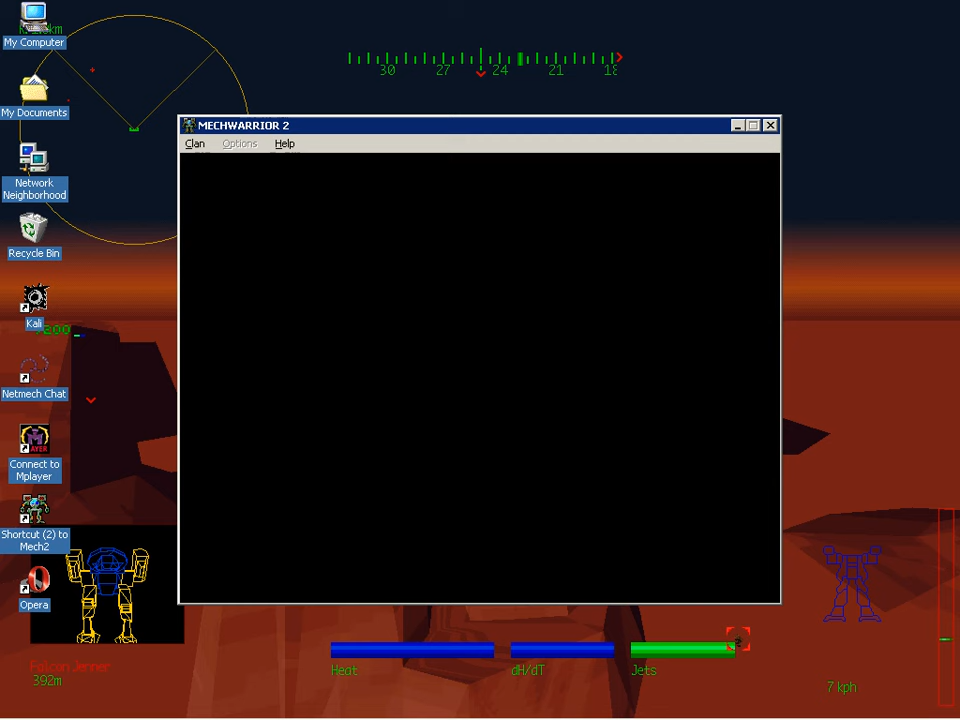 My Computer
30
27
24
21
18
My Documents
MECHWARRIOR 2
Clan
Options
Help
Network
Neighborhood
Recycle Bin
Kali
Netmech Chat
Connect to
Mplayer
Shortcut (2) to
Mech2
Opera
Falcon Jenner
392m
Heat
dH/dT
Jets
7 kph